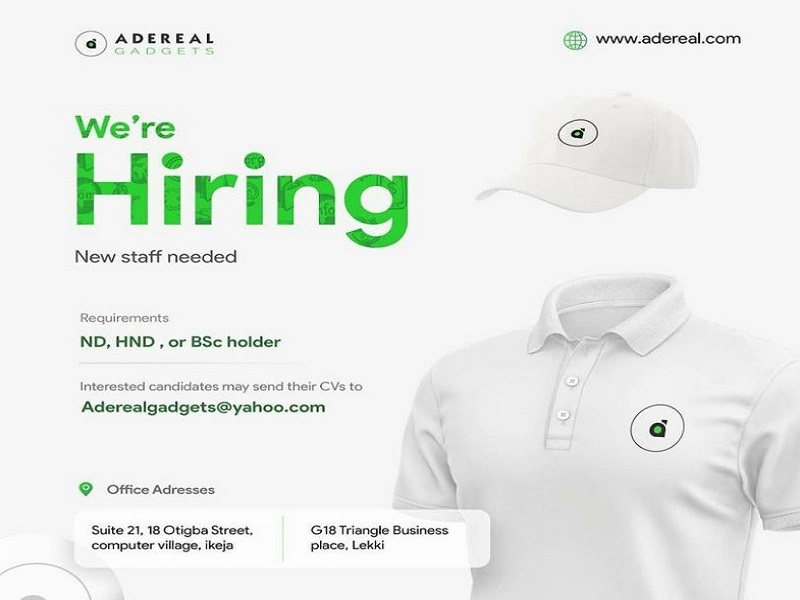 ADEREAL
GADGETS
www.adereal.com
We're
Hiring
New staff needed
Requirements
ND, HND , or BSc holder
Interested candidates may send their CVs to
Aderealgadgets@yahoo.com
Office Adresses
Suite 21, 18 Otigba Street,
computer village, ikeja
G18 Triangle Business
place, Lekki